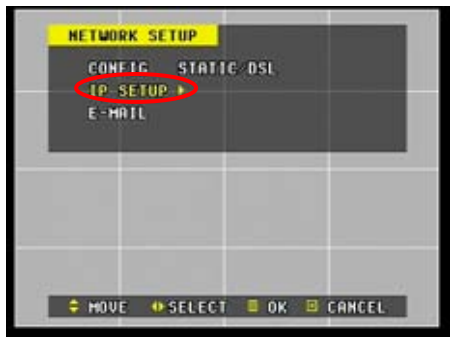 NETWORK SETUP
CONFIG STATIC/DSL
IP SETUP
E-MAIL
MOVE SELECT OK CANCEL